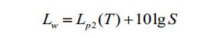 L_w = L_{p2}(T) + 10lg S